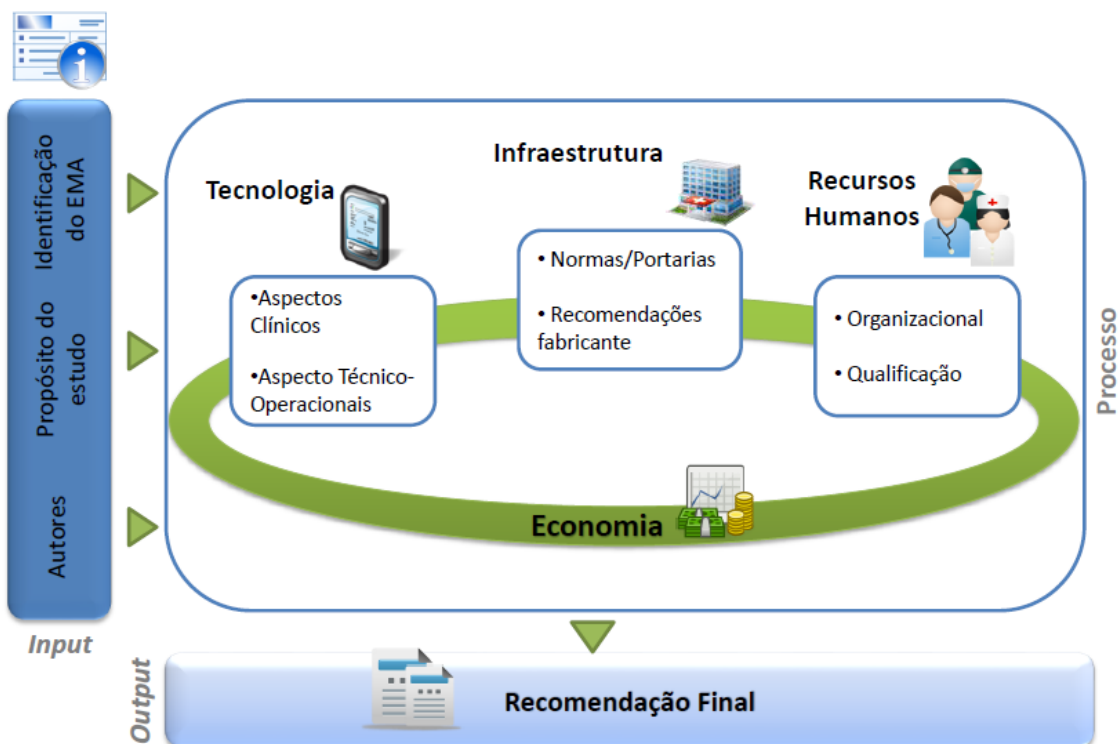 Identificação
do EMA
Propósito do
estudo
Autores
Input
Tecnologia
•Aspectos
Clínicos
•Aspecto Técnico-
Operacionais
Infraestrutura
• Normas/Portarias
• Recomendações
fabricante
Recursos
Humanos
• Organizacional
• Qualificação
Economia
Processo
Output
Recomendação Final